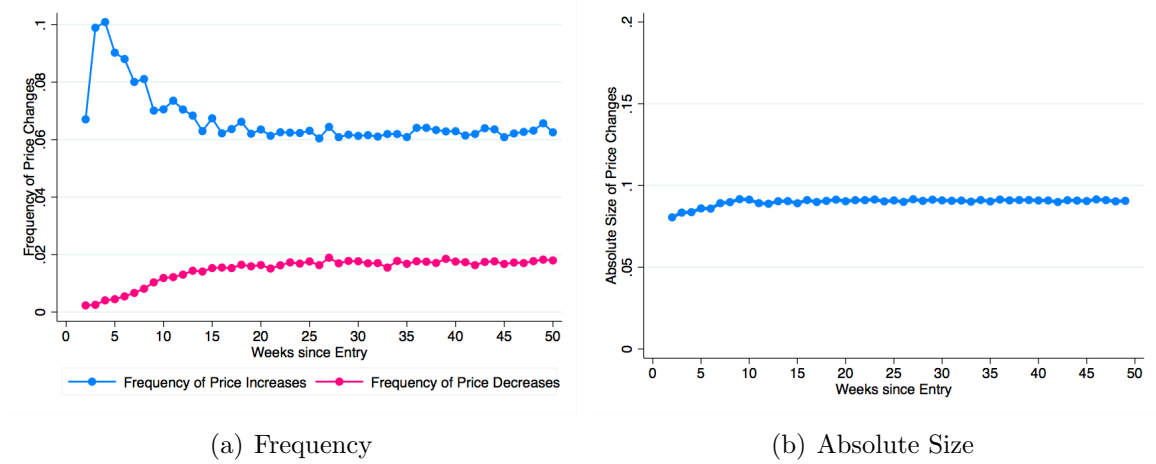 Frequency of Price Changes
0 .02 .04 .06 .08 .1
0 5 10 15 20 25 30 35 40 45 50
Weeks since Entry
Frequency of Price Increases Frequency of Price Decreases
(a) Frequency
Absolute Size of Price Changes
0 .05 .1 .15 .2
0 5 10 15 20 25 30 35 40 45 50
Weeks since Entry
(b) Absolute Size